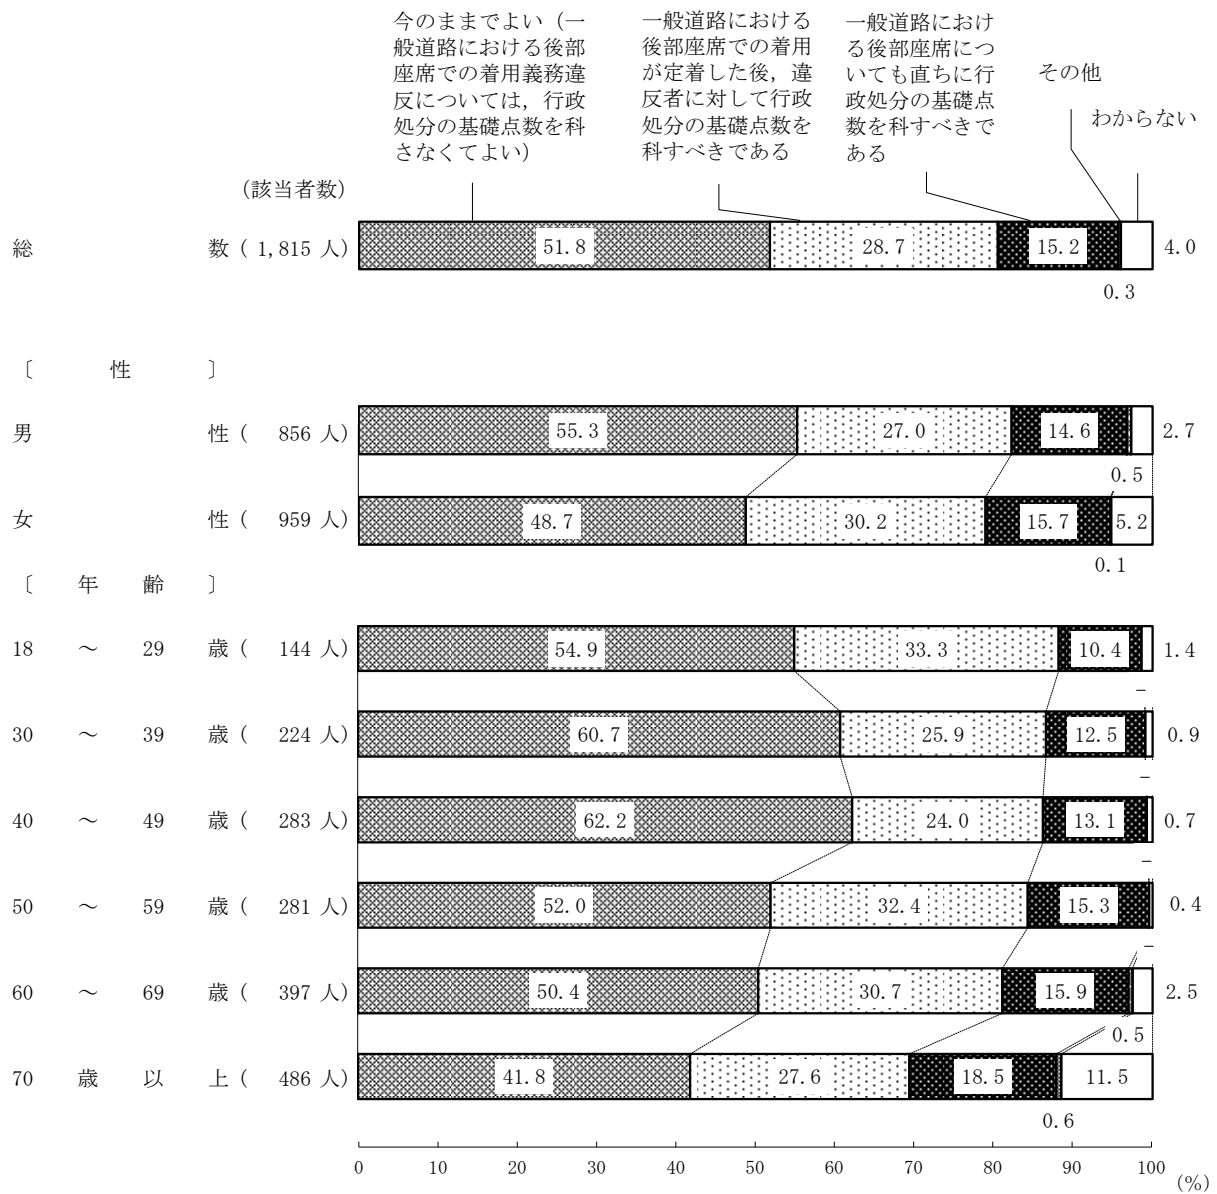 今のままでよい（一
般道路における後部
座席での着用義務違
反については，行政
処分の基礎点数を科
さなくてよい）
一般道路における
後部座席での着用
が定着した後，違
反者に対して行政
処分の基礎点数を
科すべきである
一般道路におけ
る後部座席につ
いても直ちに行
政処分の基礎点
数を科すべきで
ある
その他
わからない
（該当者数）
総 数 ( 1,815 人) 51.8 28.7 15.2 4.0
0.3
〔 性 〕
男 性 ( 856 人) 55.3 27.0 14.6 2.7
0.5
女 性 ( 959 人) 48.7 30.2 15.7 5.2
0.1
〔 年 齢 〕
18 ～ 29 歳 ( 144 人) 54.9 33.3 10.4 1.4
－
30 ～ 39 歳 ( 224 人) 60.7 25.9 12.5 0.9
－
40 ～ 49 歳 ( 283 人) 62.2 24.0 13.1 0.7
－
50 ～ 59 歳 ( 281 人) 52.0 32.4 15.3 0.4
－
60 ～ 69 歳 ( 397 人) 50.4 30.7 15.9 2.5
0.5
70 歳 以 上 ( 486 人) 41.8 27.6 18.5 11.5
0.6
0 10 20 30 40 50 60 70 80 90 100
(%)